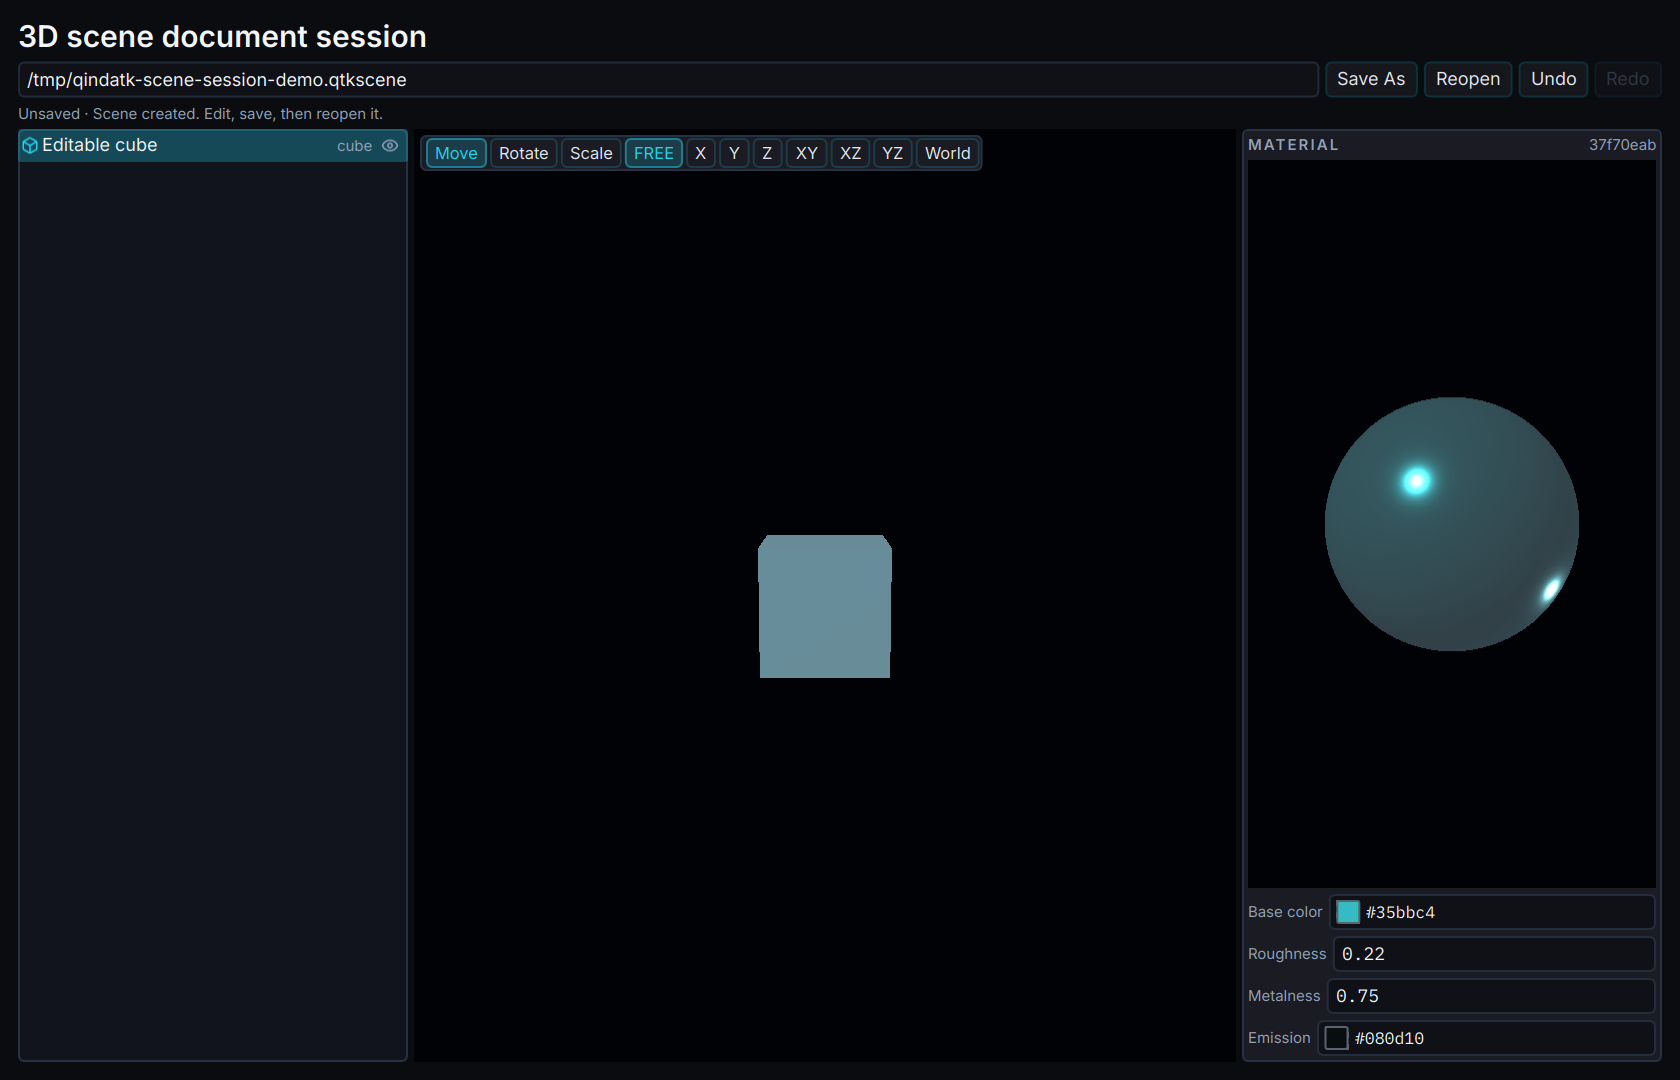 3D scene document session
/tmp/qindatk-scene-session-demo.qtkscene
Save As
Reopen
Undo
Redo
Unsaved · Scene created. Edit, save, then reopen it.
Editable cube
cube
Move
Rotate
Scale
FREE
X
Y
Z
XY
XZ
YZ
World
MATERIAL
37f70eab
Base color
#35bbc4
Roughness
0.22
Metalness
0.75
Emission
#080d10